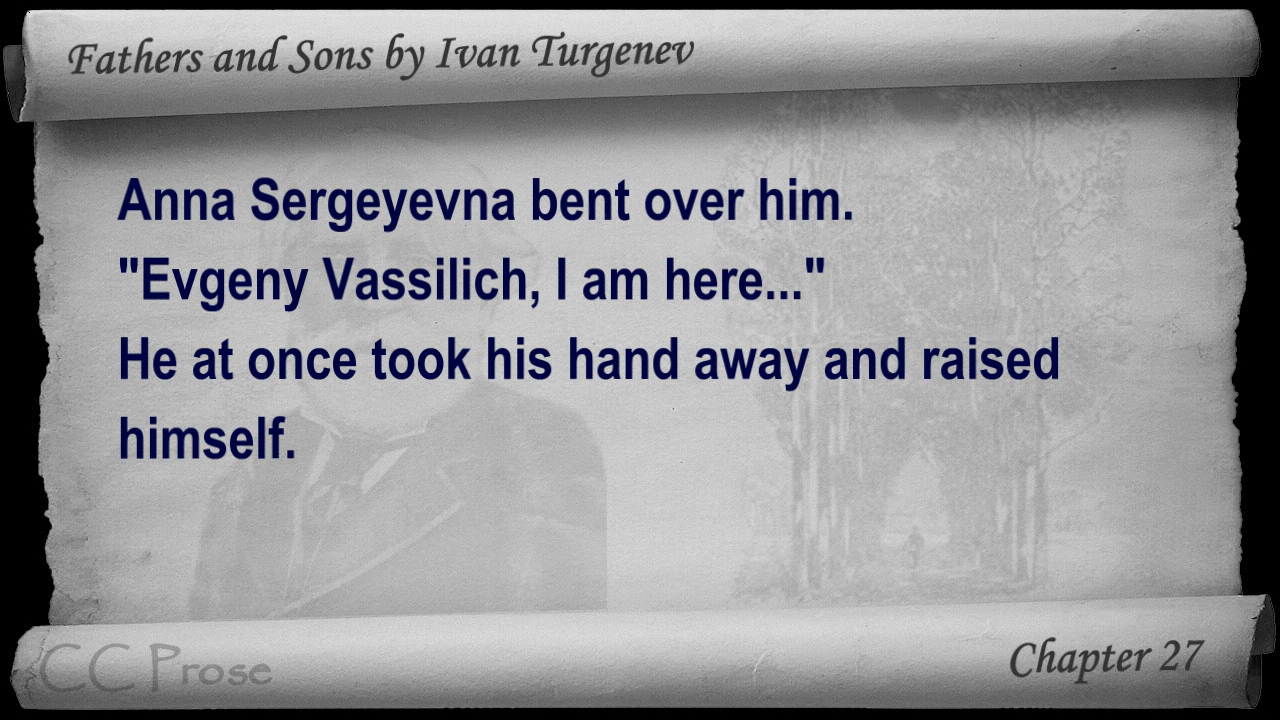 Fathers and Sons by Ivan Turgenev
Anna Sergeyevna bent over him.
"Evgeny Vassilich, I am here..."
He at once took his hand away and raised
himself.
CC Prose
Chapter 27